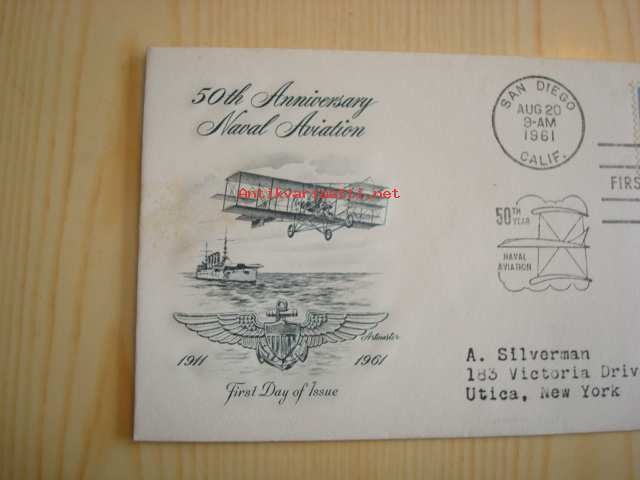 50th Anniversary
Naval Aviation
Antikvariaatti.net
Artmaster
1911 1961
First Day of Issue
SAN DIEGO
AUG 20
9-AM
1961
CALIF.
FIRS
50TH
YEAR
NAVAL
AVIATION
A. Silverman
183 Victoria Driv
Utica, New York